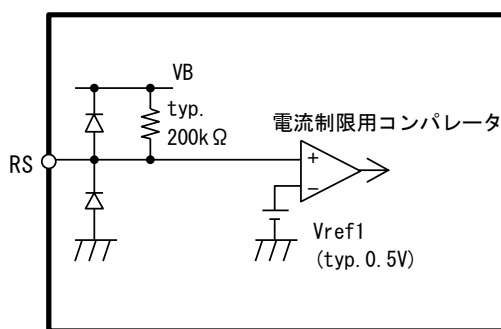 VB
typ.
200kΩ
電流制限用コンパレータ
RS
+
−
Vref1
(typ.0.5V)